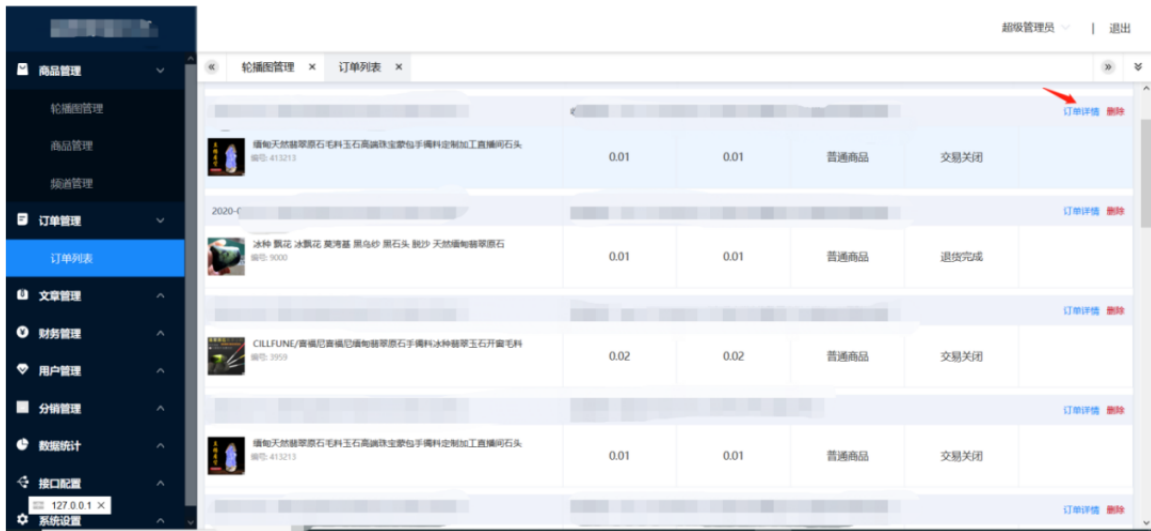 超级管理员 | 退出
商品管理
« 轮播图管理 × 订单列表 × »
轮播图管理
订单详情 删除
商品管理
缅甸天然翡翠原石毛料玉石高端珠宝蒙包手镯料定制加工直播间石头
编号: 413213
0.01 0.01 普通商品 交易关闭
频道管理
订单管理
订单详情 删除
订单列表
冰种 飘花 冰飘花 莫湾基 黑乌纱 黑石头 脱沙 天然缅甸翡翠原石
编号: 9000
0.01 0.01 普通商品 退货完成
文章管理
订单详情 删除
财务管理
CILLFUNE/喜福尼喜福尼缅甸翡翠原石手镯料冰种翡翠玉石开窗毛料
编号: 3959
0.02 0.02 普通商品 交易关闭
用户管理
分销管理
订单详情 删除
数据统计
缅甸天然翡翠原石毛料玉石高端珠宝蒙包手镯料定制加工直播间石头
编号: 413213
0.01 0.01 普通商品 交易关闭
接口配置
127.0.0.1 ×
订单详情 删除
系统设置